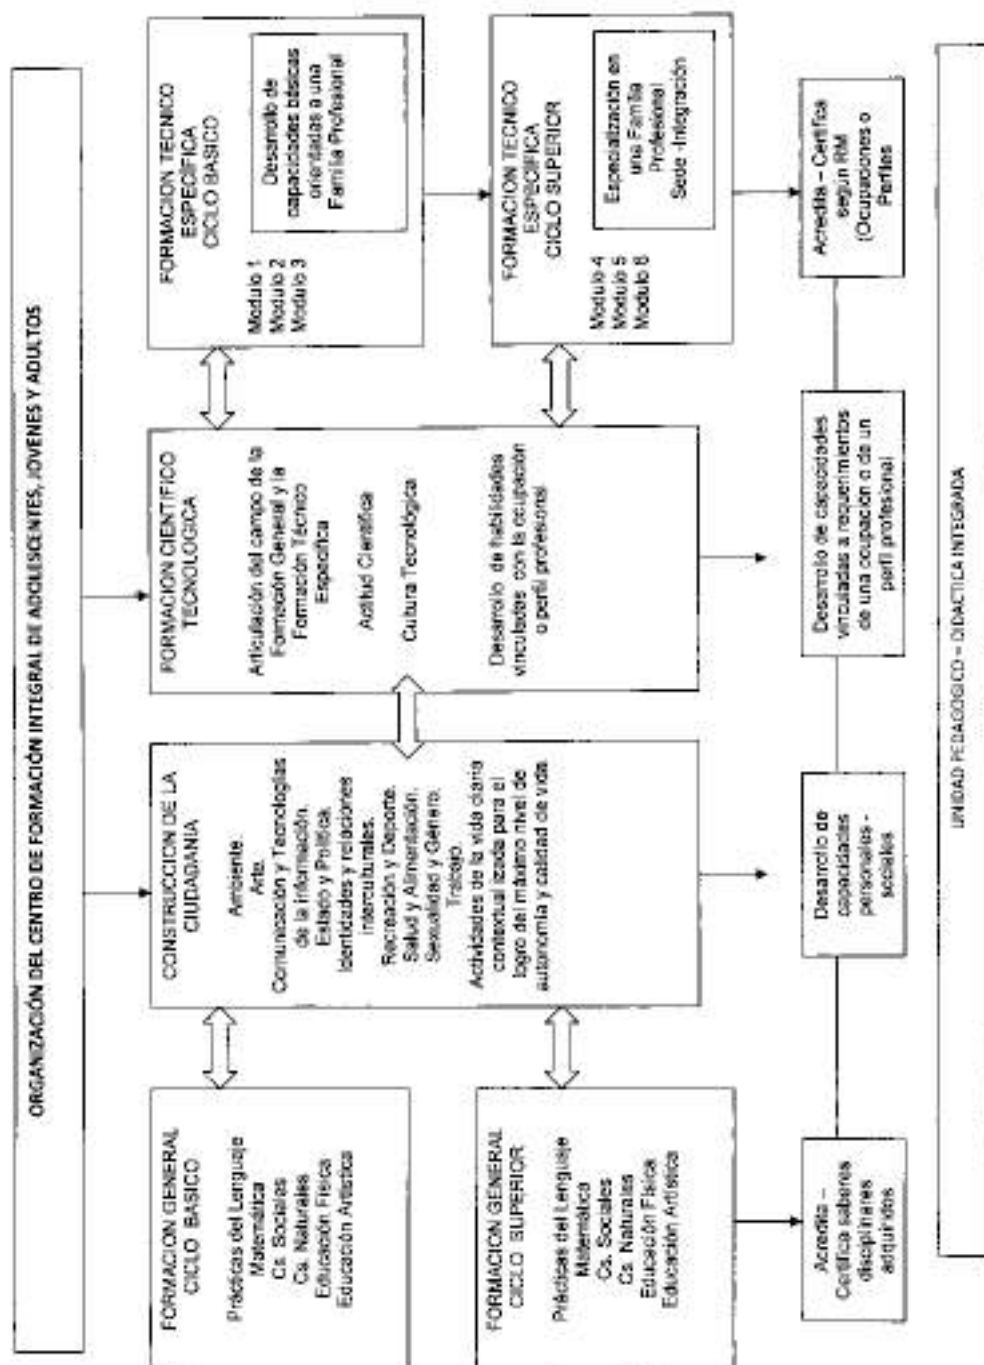 ORGANIZACIÓN DEL CENTRO DE FORMACIÓN INTEGRAL DE ADOLESCENTES, JOVENES Y ADULTOS
FORMACION GENERAL
CICLO BASICO
Prácticas del Lenguaje
Matemática
Cs. Sociales
Cs. Naturales
Educación Física
Educación Artística
CONSTRUCCION DE LA
CIUDADANIA
Ambiente.
Arte.
Comunicación y Tecnologías
de la información.
Estado y Política.
Identidades y relaciones
interculturales.
Recreación y Deporte.
Salud y Alimentación.
Sexualidad y Género.
Trabajo.
Actividades de la vida diaria
contextualizada para el
logro del máximo nivel de
autonomía y calidad de vida.
FORMACION CIENTIFICO
TECNOLOGICA
Articulación del campo de la
Formación General y la
Formación Técnico
Especifica
Actitud Científica
Cultura Tecnológica
Desarrollo de habilidades
vinculadas con la ocupación
o perfil profesional
FORMACION TECNICO
ESPECIFICA
CICLO BASICO
Modulo 1
Modulo 2
Modulo 3
Desarrollo de
capacidades básicas
orientadas a una
Familia Profesional
FORMACION GENERAL
CICLO SUPERIOR
Prácticas del Lenguaje
Matemática
Cs. Sociales
Cs. Naturales
Educación Física
Educación Artística
FORMACION TECNICO
ESPECIFICA
CICLO SUPERIOR
Modulo 4
Modulo 5
Modulo 6
Especialización en
una Familia
Profesional
Sede -Integración
Acredita –
Certifica saberes
disciplinares
adquiridos
Desarrollo de
capacidades
personales -
sociales
Desarrollo de capacidades
vinculadas a requerimientos
de una ocupación o de un
perfil profesional
Acredita – Certifica
según RM
(Ocupaciones o
Perfiles
UNIDAD PEDAGOGICO – DIDACTICA INTEGRADA